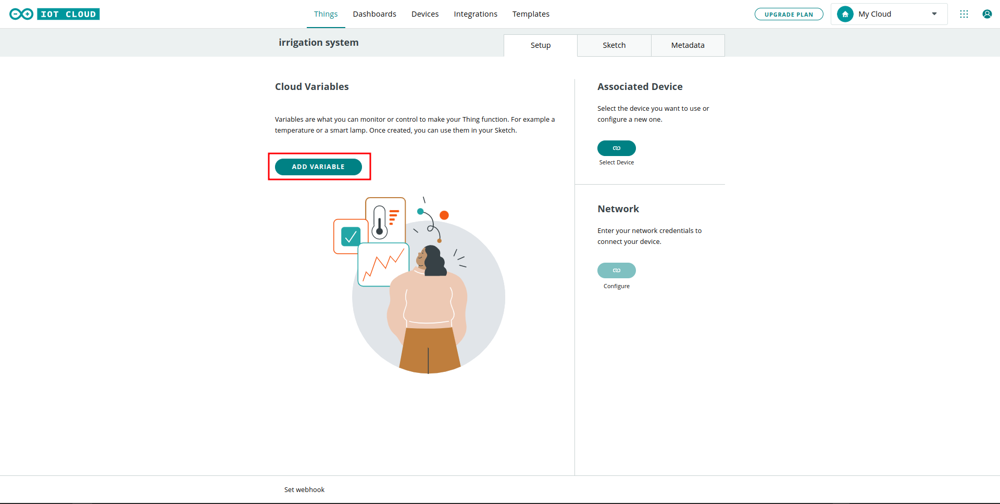 IOT CLOUD
Things
Dashboards
Devices
Integrations
Templates
UPGRADE PLAN
My Cloud
irrigation system
Setup
Sketch
Metadata
Cloud Variables
Variables are what you can monitor or control to make your Thing function. For example a
temperature or a smart lamp. Once created, you can use them in your Sketch.
ADD VARIABLE
Associated Device
Select the device you want to use or
configure a new one.
Select Device
Network
Enter your network credentials to
connect your device.
Configure
Set webhook